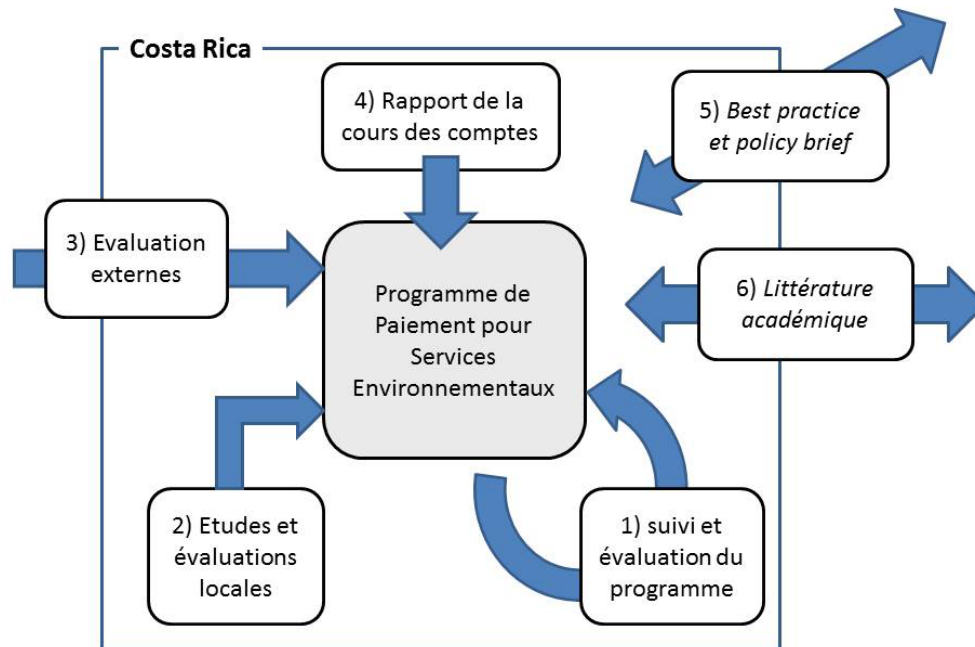 Costa Rica
4) Rapport de la
cours des comptes
5) Best practice
et policy brief
3) Evaluation
externes
Programme de
Paiement pour
Services
Environnementaux
6) Littérature
académique
2) Etudes et
évaluations
locales
1) suivi et
évaluation du
programme